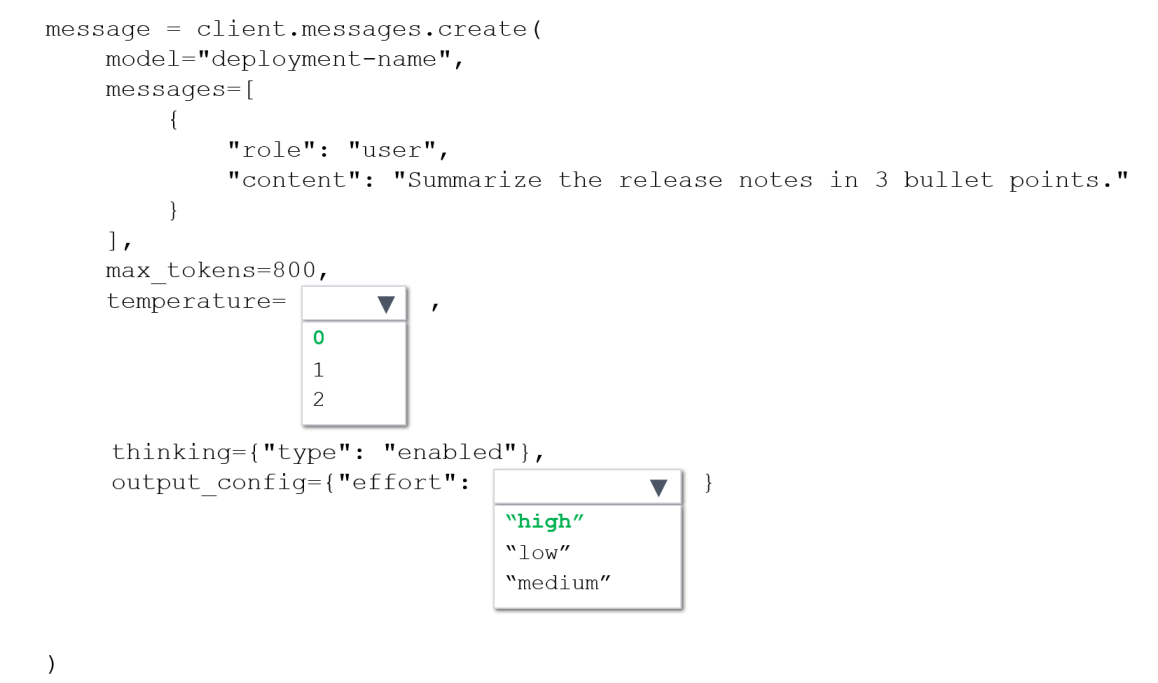 message = client.messages.create(
model="deployment-name",
messages=[
{
"role": "user",
"content": "Summarize the release notes in 3 bullet points."
}
],
max_tokens=800,
temperature= ▼ ,
0
1
2
thinking={"type": "enabled"},
output_config={"effort": ▼ }
“high”
“low”
“medium”
)